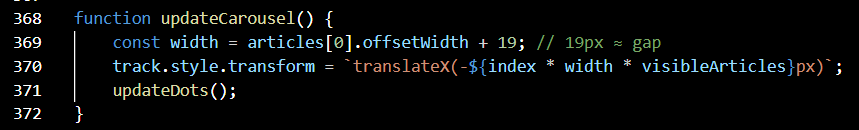 368 function updateCarousel() {
369 const width = articles[0].offsetWidth + 19; // 19px ≈ gap
370 track.style.transform = `translateX(-${index * width * visibleArticles}px)`;
371 updateDots();
372 }